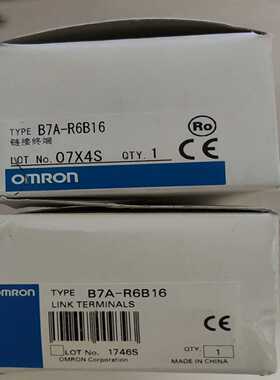 TYPE B7A-R6B16
链接终端
LOT No. 07X4S QTY. 1
Ro
CE
OMRON
OMRON
TYPE B7A-R6B16
LINK TERMINALS
CE
LOT No. 1746S
OMRON Corporation
QTY. 1
MADE IN CHINA